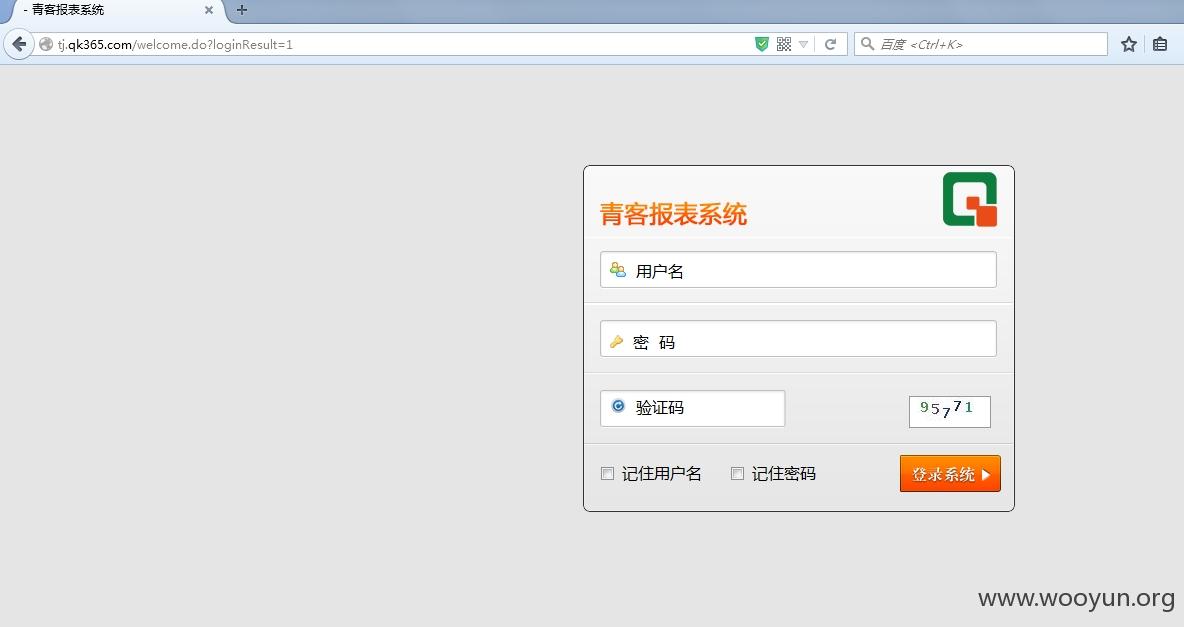 - 青客报表系统
tj.qk365.com/welcome.do?loginResult=1
百度 <Ctrl+K>
青客报表系统
用户名
密 码
验证码
95771
记住用户名
记住密码
登录系统
www.wooyun.org